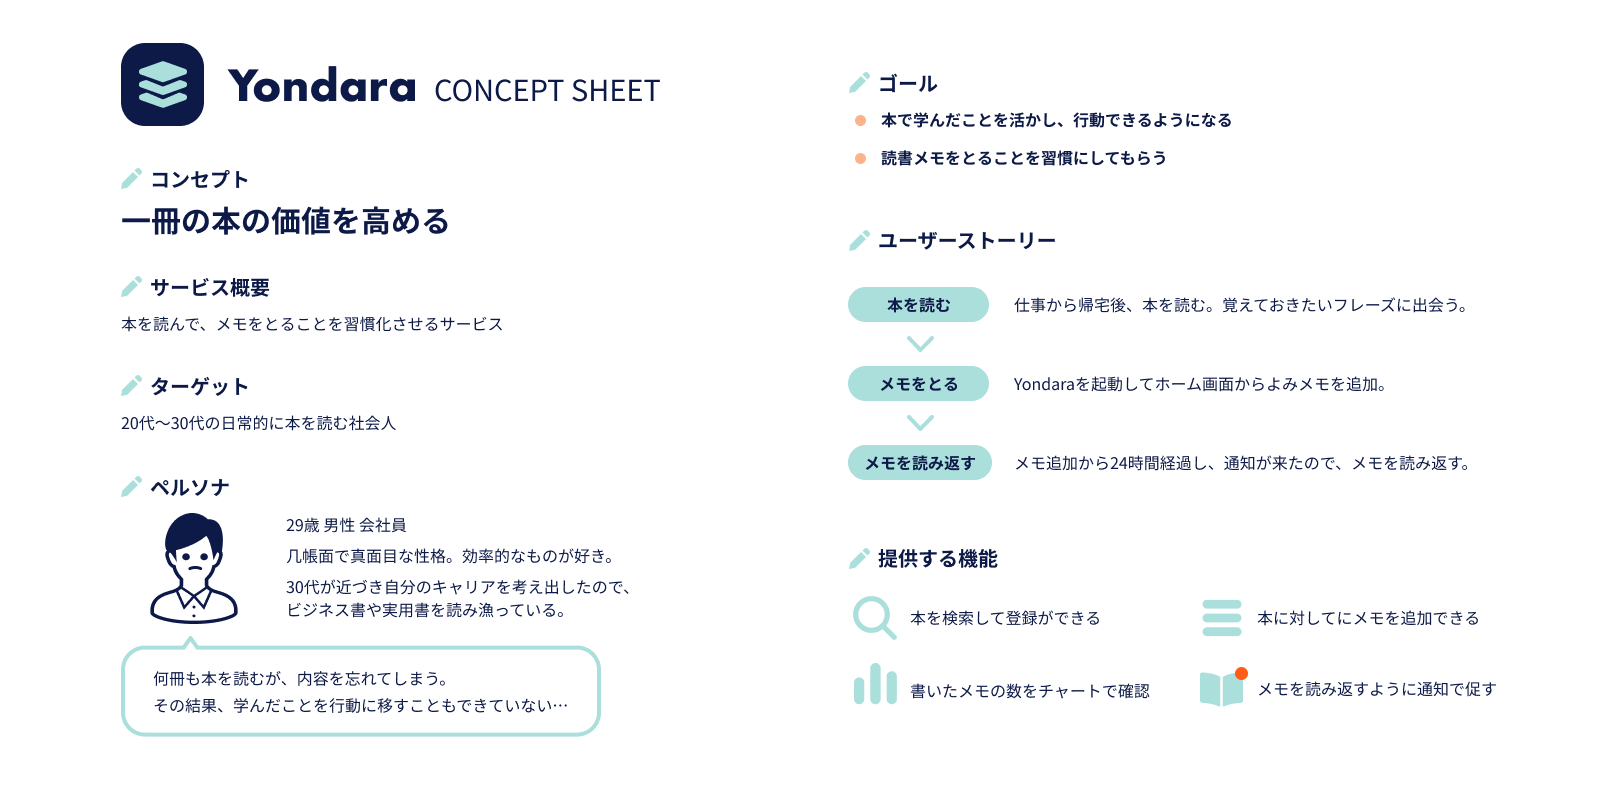 Yondara CONCEPT SHEET
コンセプト
一冊の本の価値を高める
サービス概要
本を読んで、メモをとることを習慣化させるサービス
ターゲット
20代〜30代の日常的に本を読む社会人
ペルソナ
29歳 男性 会社員
几帳面で真面目な性格。効率的なものが好き。
30代が近づき自分のキャリアを考え出したので、
ビジネス書や実用書を読み漁っている。
何冊も本を読むが、内容を忘れてしまう。
その結果、学んだことを行動に移すこともできていない…
ゴール
本で学んだことを活かし、行動できるようになる
読書メモをとることを習慣にしてもらう
ユーザーストーリー
本を読む
仕事から帰宅後、本を読む。覚えておきたいフレーズに出会う。
メモをとる
Yondaraを起動してホーム画面からよみメモを追加。
メモを読み返す
メモ追加から24時間経過し、通知が来たので、メモを読み返す。
提供する機能
本を検索して登録ができる
本に対してにメモを追加できる
書いたメモの数をチャートで確認
メモを読み返すように通知で促す